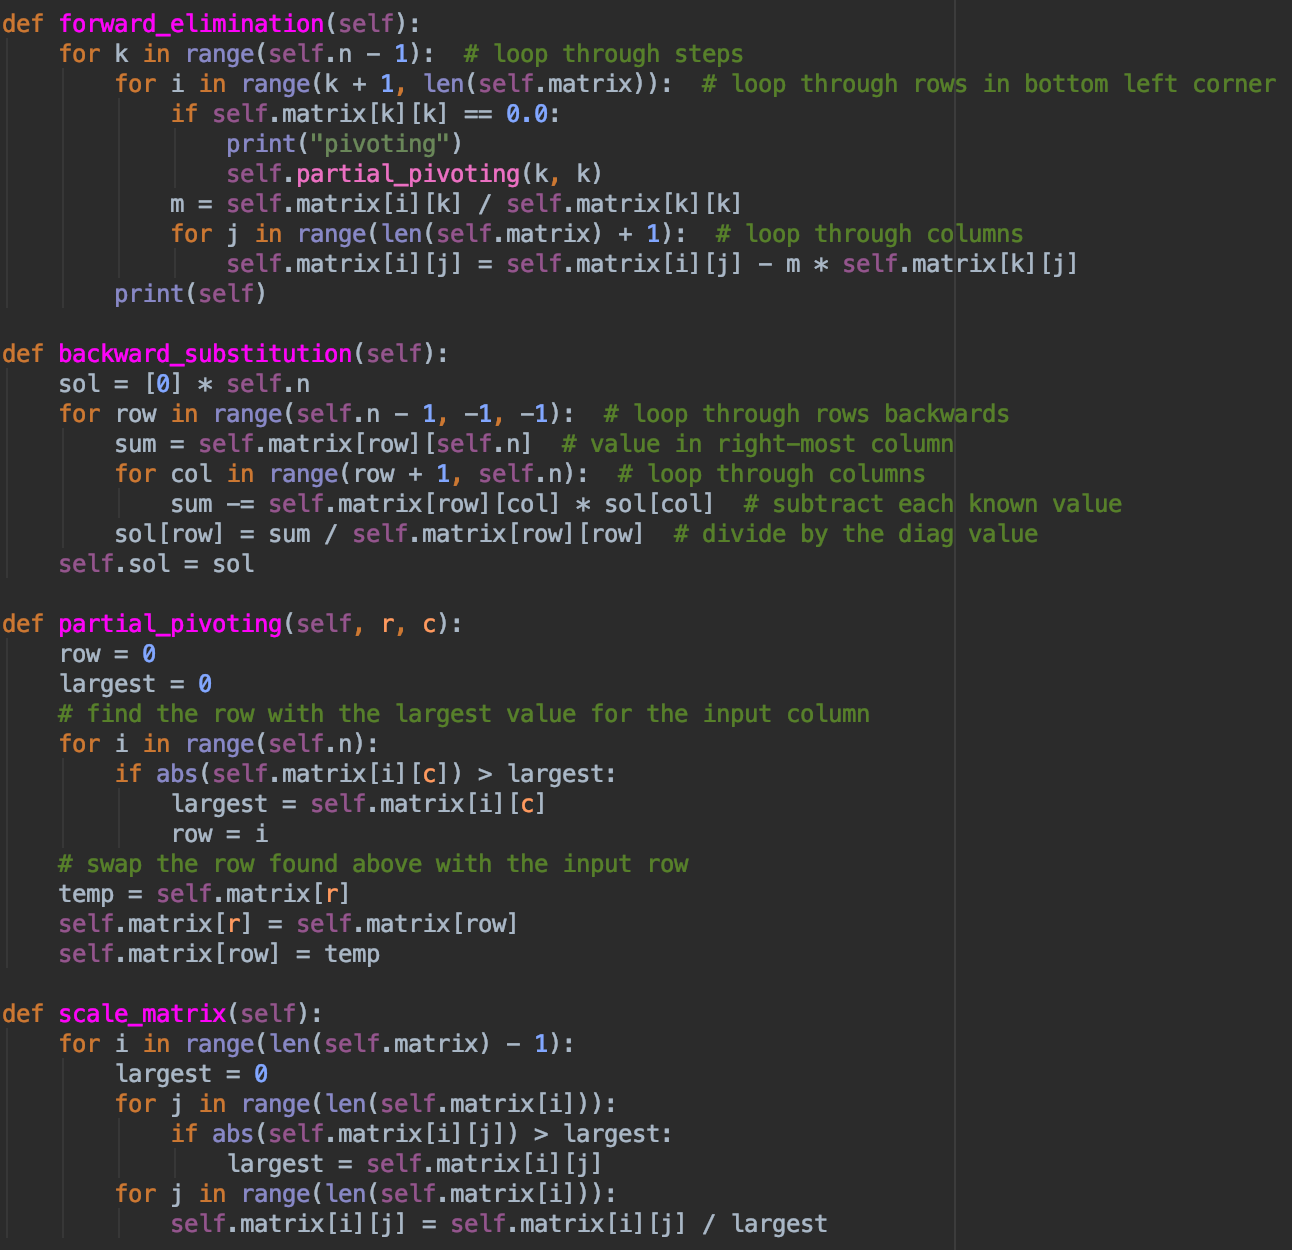 def forward_elimination(self):
    for k in range(self.n - 1):  # loop through steps
        for i in range(k + 1, len(self.matrix)):  # loop through rows in bottom left corner
            if self.matrix[k][k] == 0.0:
                print("pivoting")
                self.partial_pivoting(k, k)
            m = self.matrix[i][k] / self.matrix[k][k]
            for j in range(len(self.matrix) + 1):  # loop through columns
                self.matrix[i][j] = self.matrix[i][j] - m * self.matrix[k][j]
        print(self)

def backward_substitution(self):
    sol = [0] * self.n
    for row in range(self.n - 1, -1, -1):  # loop through rows backwards
        sum = self.matrix[row][self.n]  # value in right-most column
        for col in range(row + 1, self.n):  # loop through columns
            sum -= self.matrix[row][col] * sol[col]  # subtract each known value
        sol[row] = sum / self.matrix[row][row]  # divide by the diag value
    self.sol = sol

def partial_pivoting(self, r, c):
    row = 0
    largest = 0
    # find the row with the largest value for the input column
    for i in range(self.n):
        if abs(self.matrix[i][c]) > largest:
            largest = self.matrix[i][c]
            row = i
    # swap the row found above with the input row
    temp = self.matrix[r]
    self.matrix[r] = self.matrix[row]
    self.matrix[row] = temp

def scale_matrix(self):
    for i in range(len(self.matrix) - 1):
        largest = 0
        for j in range(len(self.matrix[i])):
            if abs(self.matrix[i][j]) > largest:
                largest = self.matrix[i][j]
        for j in range(len(self.matrix[i])):
            self.matrix[i][j] = self.matrix[i][j] / largest